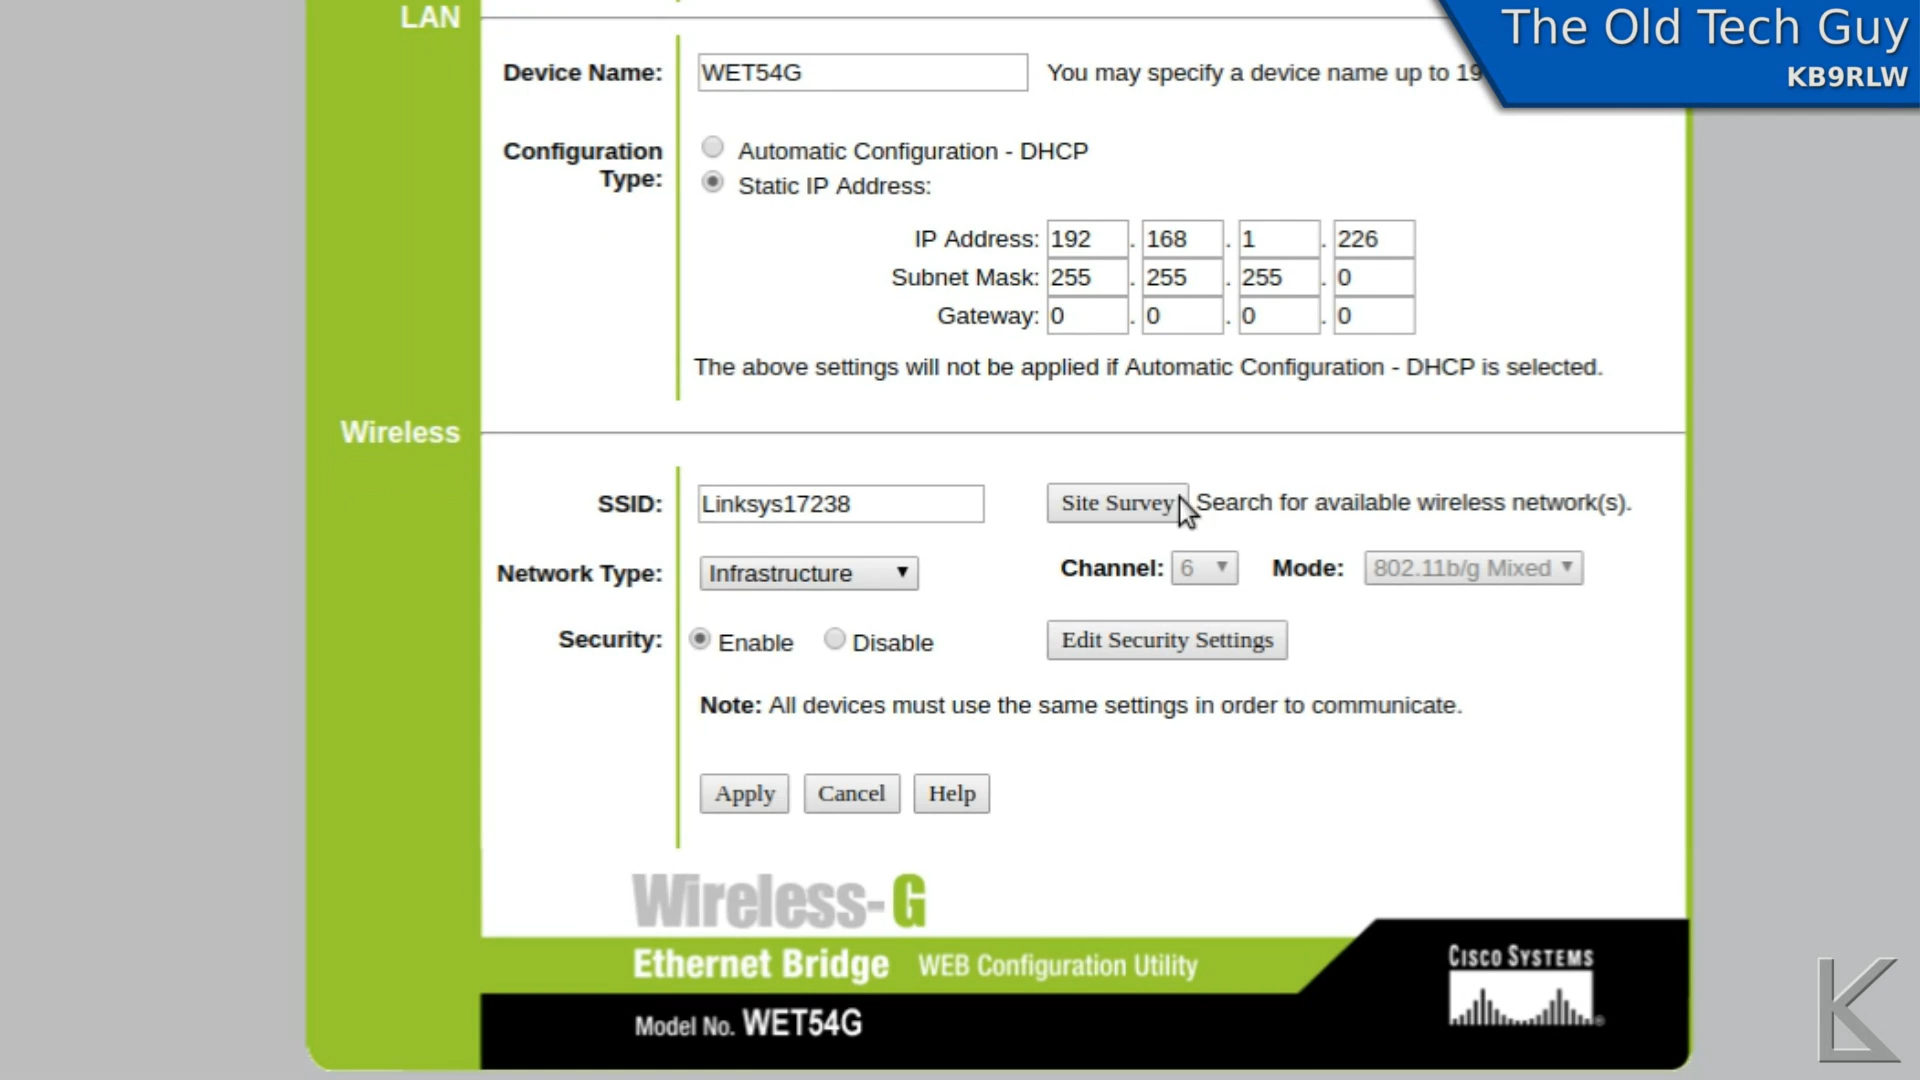 The Old Tech Guy
KB9RLW
LAN
Device Name: WET54G You may specify a device name up to 19
Configuration Type: Automatic Configuration - DHCP
Static IP Address:
IP Address: 192 . 168 . 1 . 226
Subnet Mask: 255 . 255 . 255 . 0
Gateway: 0 . 0 . 0 . 0
The above settings will not be applied if Automatic Configuration - DHCP is selected.
Wireless
SSID: Linksys17238 Site Survey Search for available wireless network(s).
Network Type: Infrastructure Channel: 6 Mode: 802.11b/g Mixed
Security: Enable Disable Edit Security Settings
Note: All devices must use the same settings in order to communicate.
Apply Cancel Help
Wireless-G
Ethernet Bridge WEB Configuration Utility
CISCO SYSTEMS
Model No. WET54G
K